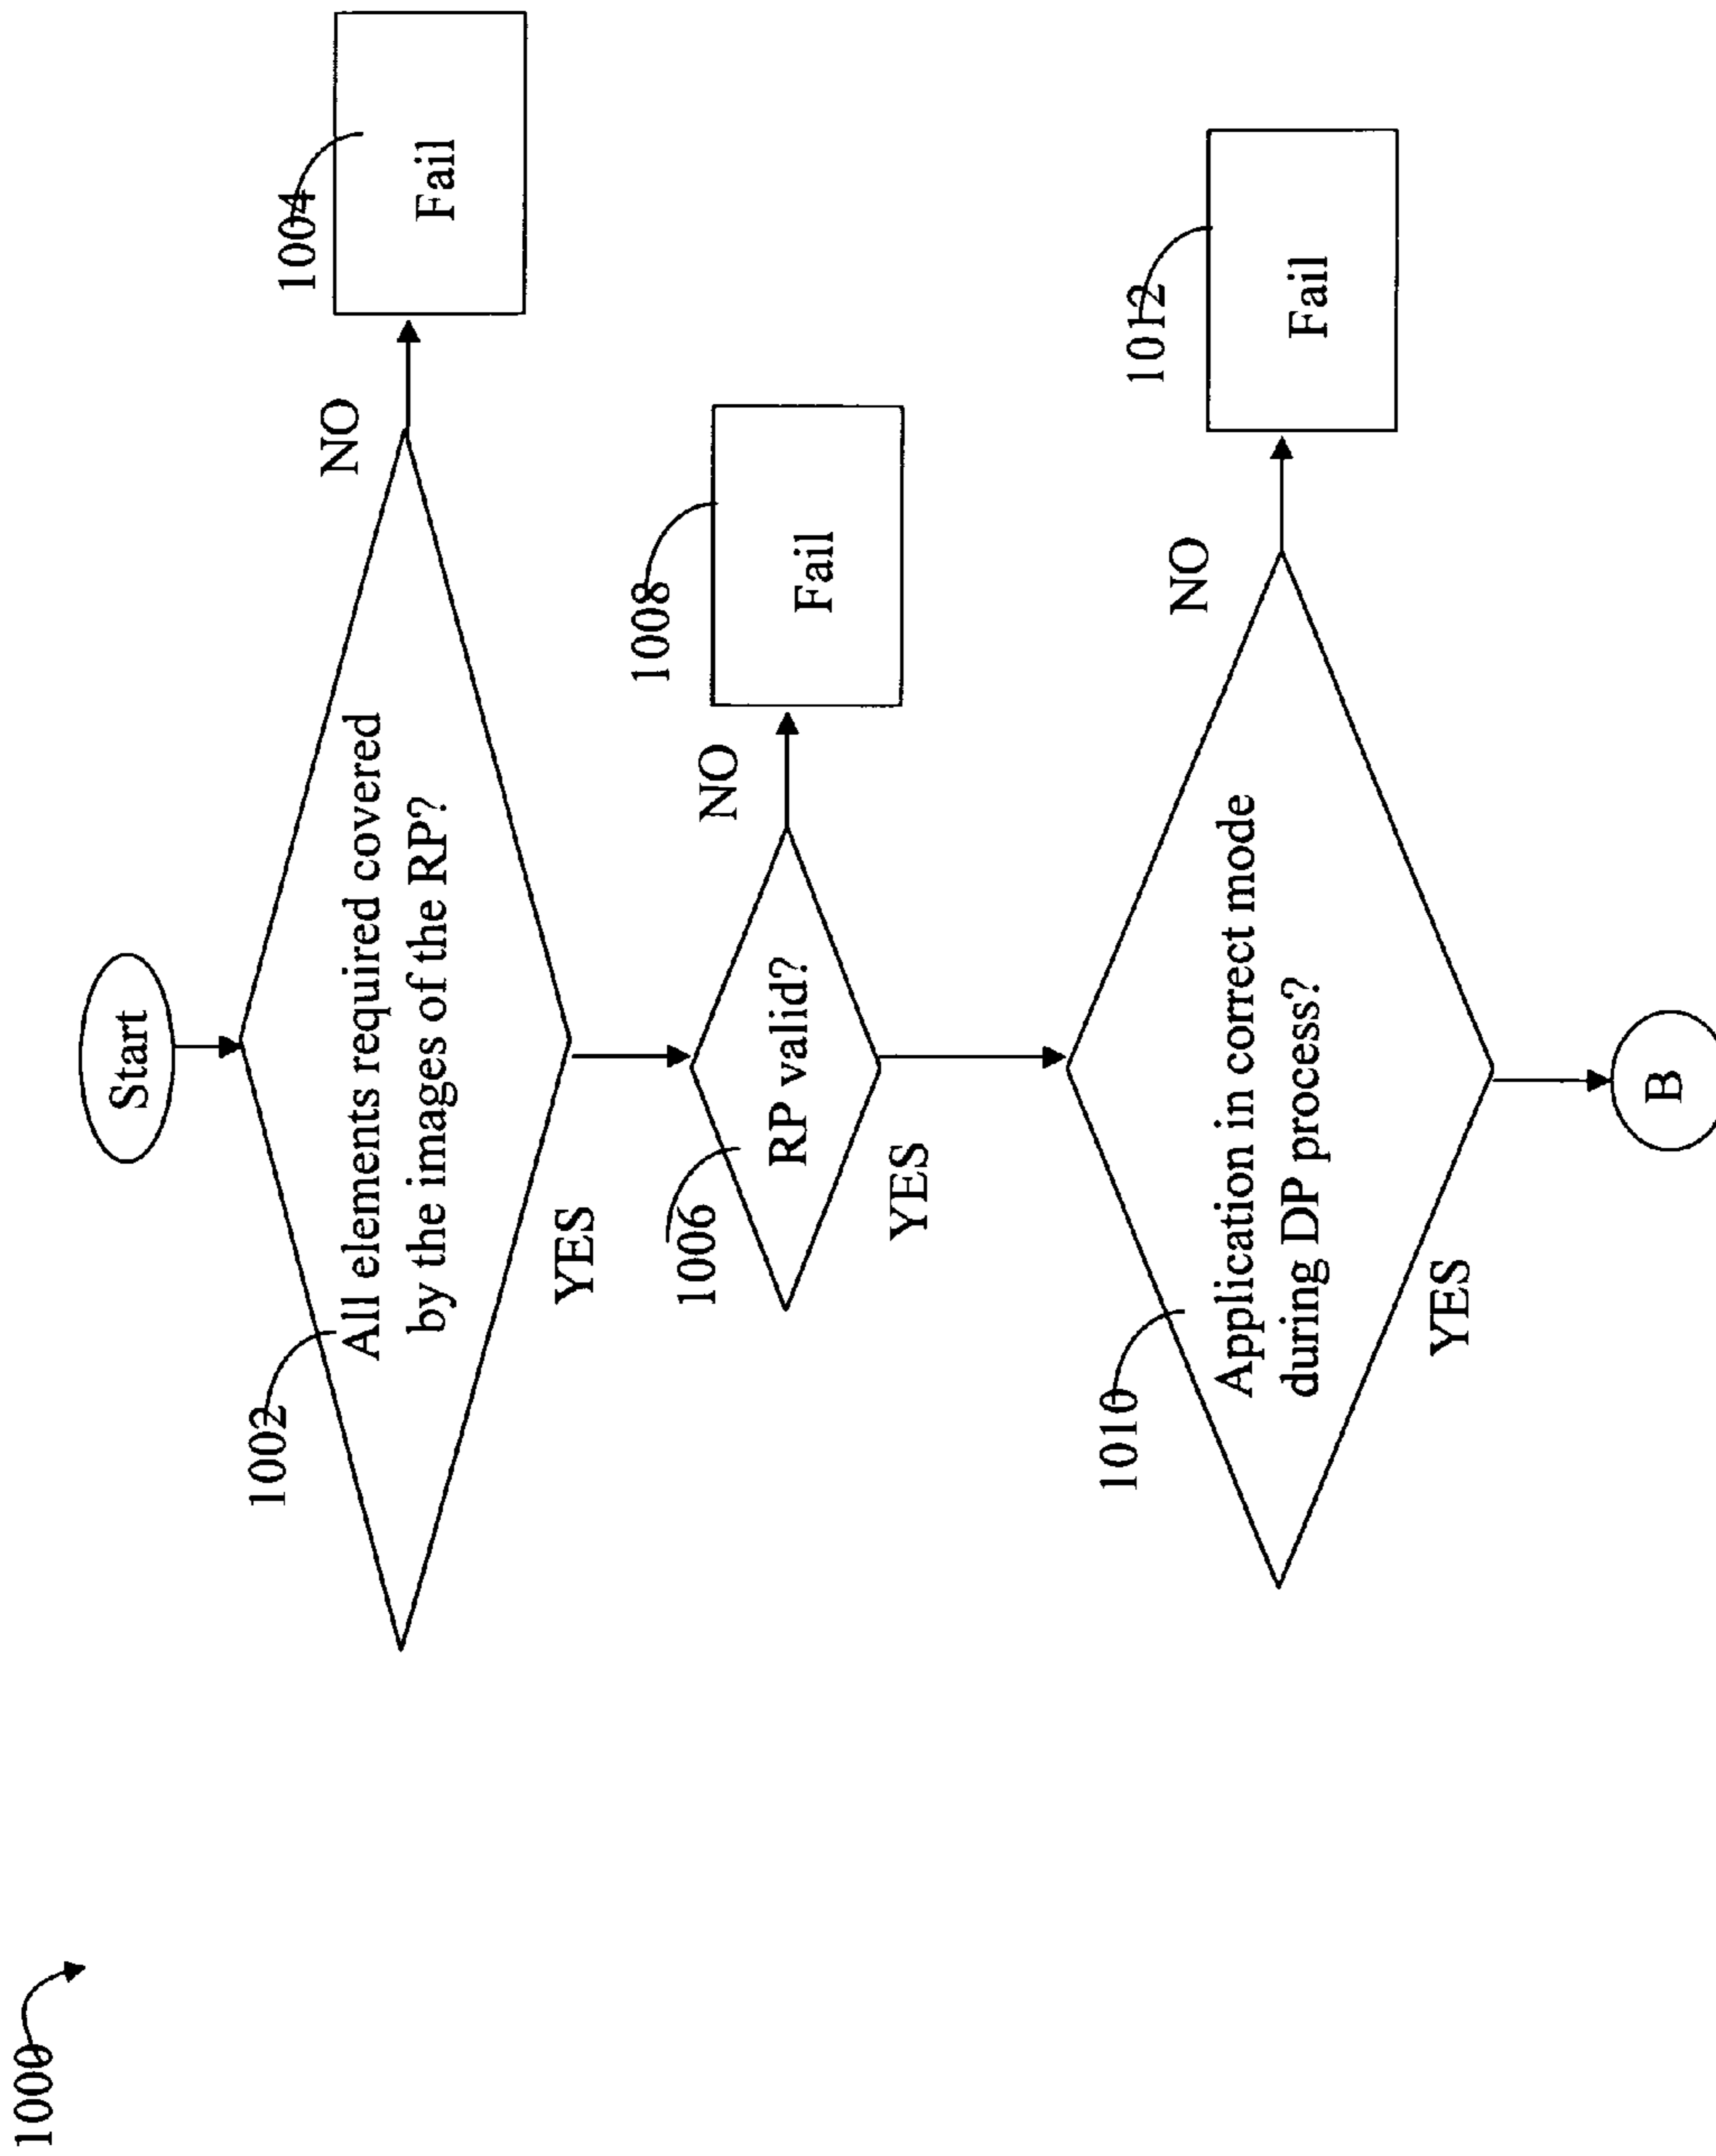 1000
Start
1002
All elements required covered
by the images of the RP?
NO
1004
Fail
YES
1006
RP valid?
NO
1008
Fail
YES
1010
Application in correct mode
during DP process?
NO
1012
Fail
YES
B